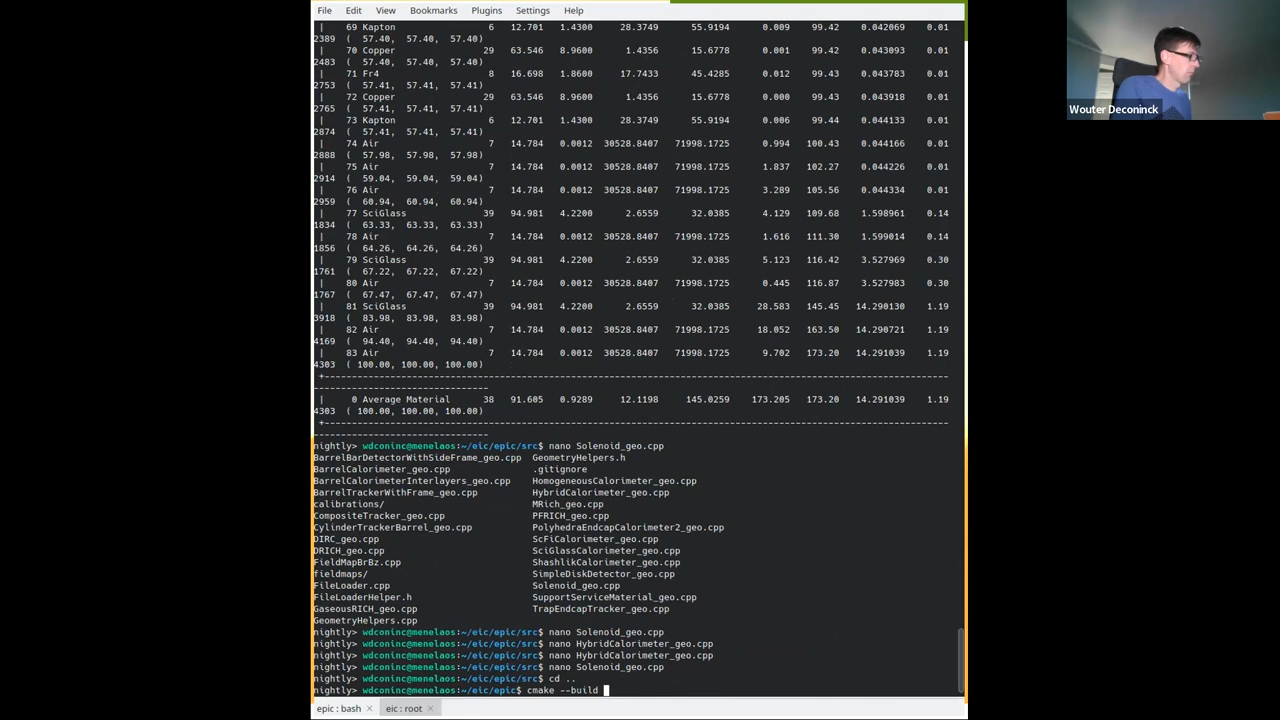 File Edit View Bookmarks Plugins Settings Help
| 69 Kapton 6 12.701 1.4300 28.3749 55.9194 0.009 99.42 0.042069 0.01
2389 ( 57.40, 57.40, 57.40)
| 70 Copper 29 63.546 8.9600 1.4356 15.6778 0.001 99.42 0.043093 0.01
2483 ( 57.40, 57.40, 57.40)
| 71 Fr4 8 16.698 1.8600 17.7433 45.4285 0.012 99.43 0.043783 0.01
2753 ( 57.41, 57.41, 57.41)
| 72 Copper 29 63.546 8.9600 1.4356 15.6778 0.000 99.43 0.043918 0.01
2765 ( 57.41, 57.41, 57.41)
| 73 Kapton 6 12.701 1.4300 28.3749 55.9194 0.006 99.44 0.044133 0.01
2874 ( 57.41, 57.41, 57.41)
| 74 Air 7 14.784 0.0012 30528.8407 71998.1725 0.994 100.43 0.044166 0.01
2888 ( 57.98, 57.98, 57.98)
| 75 Air 7 14.784 0.0012 30528.8407 71998.1725 1.837 102.27 0.044226 0.01
2914 ( 59.04, 59.04, 59.04)
| 76 Air 7 14.784 0.0012 30528.8407 71998.1725 3.289 105.56 0.044334 0.01
2959 ( 60.94, 60.94, 60.94)
| 77 SciGlass 39 94.981 4.2200 2.6559 32.0385 4.129 109.68 1.598961 0.14
1834 ( 63.33, 63.33, 63.33)
| 78 Air 7 14.784 0.0012 30528.8407 71998.1725 1.616 111.30 1.599014 0.14
1856 ( 64.26, 64.26, 64.26)
| 79 SciGlass 39 94.981 4.2200 2.6559 32.0385 5.123 116.42 3.527969 0.30
1761 ( 67.22, 67.22, 67.22)
| 80 Air 7 14.784 0.0012 30528.8407 71998.1725 0.445 116.87 3.527983 0.30
1767 ( 67.47, 67.47, 67.47)
| 81 SciGlass 39 94.981 4.2200 2.6559 32.0385 28.583 145.45 14.290130 1.19
3918 ( 83.98, 83.98, 83.98)
| 82 Air 7 14.784 0.0012 30528.8407 71998.1725 18.052 163.50 14.290721 1.19
4169 ( 94.40, 94.40, 94.40)
| 83 Air 7 14.784 0.0012 30528.8407 71998.1725 9.702 173.20 14.291039 1.19
4303 ( 100.00, 100.00, 100.00)
| 0 Average Material 38 91.605 0.9289 12.1198 145.0259 173.205 173.20 14.291039 1.19
4303 ( 100.00, 100.00, 100.00)
nightly> wdconinc@menelaos:~/eic/epic/src$ nano Solenoid_geo.cpp
BarrelBarDetectorWithSideFrame_geo.cpp GeometryHelpers.h
BarrelCalorimeter_geo.cpp .gitignore
BarrelCalorimeterInterlayers_geo.cpp HomogeneousCalorimeter_geo.cpp
BarrelTrackerWithFrame_geo.cpp HybridCalorimeter_geo.cpp
calibrations/ MRich_geo.cpp
CompositeTracker_geo.cpp PFRICH_geo.cpp
CylinderTrackerBarrel_geo.cpp PolyhedraEndcapCalorimeter2_geo.cpp
DIRC_geo.cpp ScFiCalorimeter_geo.cpp
DRICH_geo.cpp SciGlassCalorimeter_geo.cpp
FieldMapBrBz.cpp ShashlikCalorimeter_geo.cpp
fieldmaps/ SimpleDiskDetector_geo.cpp
FileLoader.cpp Solenoid_geo.cpp
FileLoaderHelper.h SupportServiceMaterial_geo.cpp
GaseousRICH_geo.cpp TrapEndcapTracker_geo.cpp
GeometryHelpers.cpp
nightly> wdconinc@menelaos:~/eic/epic/src$ nano Solenoid_geo.cpp
nightly> wdconinc@menelaos:~/eic/epic/src$ nano HybridCalorimeter_geo.cpp
nightly> wdconinc@menelaos:~/eic/epic/src$ nano HybridCalorimeter_geo.cpp
nightly> wdconinc@menelaos:~/eic/epic/src$ nano Solenoid_geo.cpp
nightly> wdconinc@menelaos:~/eic/epic/src$ cd ..
nightly> wdconinc@menelaos:~/eic/epic$ cmake --build
epic : bash eic : root
Wouter Deconinck